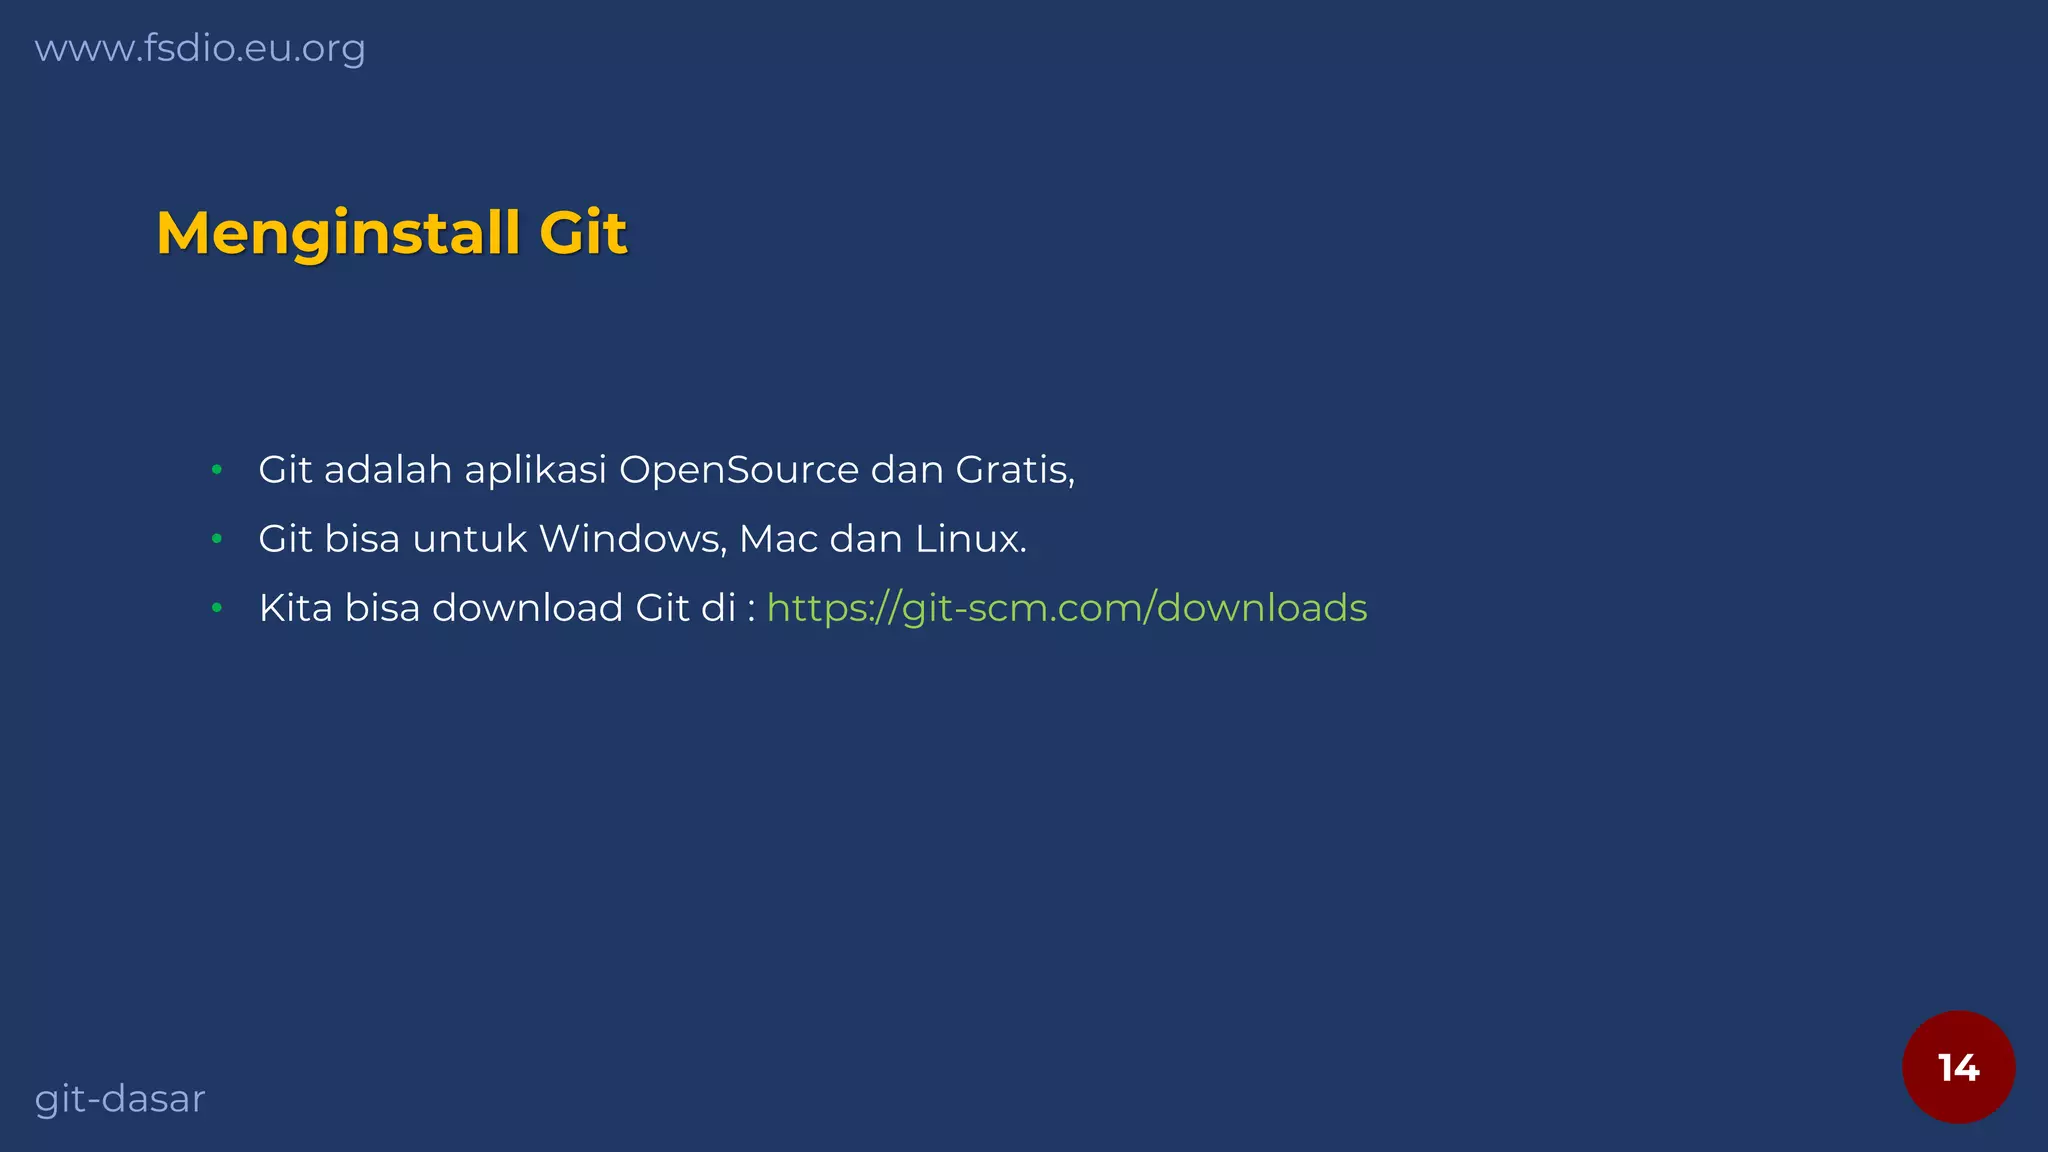 www.fsdio.eu.org
Menginstall Git
• Git adalah aplikasi OpenSource dan Gratis,
• Git bisa untuk Windows, Mac dan Linux.
• Kita bisa download Git di : https://git-scm.com/downloads
14
git-dasar